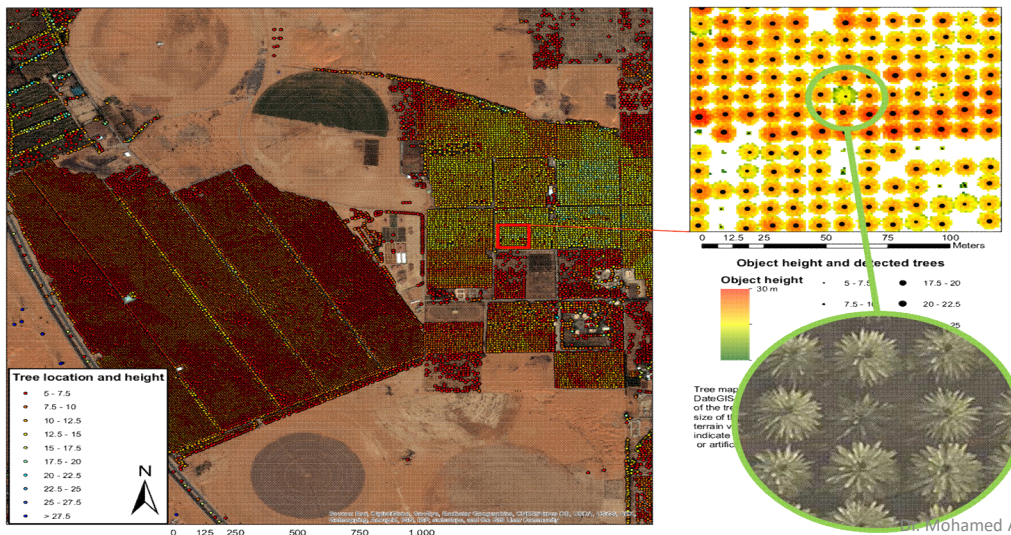 Tree location and height
5 - 7.5
7.5 - 10
10 - 12.5
12.5 - 15
15 - 17.5
17.5 - 20
20 - 22.5
22.5 - 25
25 - 27.5
> 27.5
N
0 125 250 500 750 1,000
0 12.5 25 50 75 100
Meters
Object height and detected trees
Object height
30 m
5 - 7.5
17.5 - 20
7.5 - 10
20 - 22.5
25
Tree map
DateGIS
of the tre
size of th
terrain v
indicate
or artific
Dr. Mohamed A